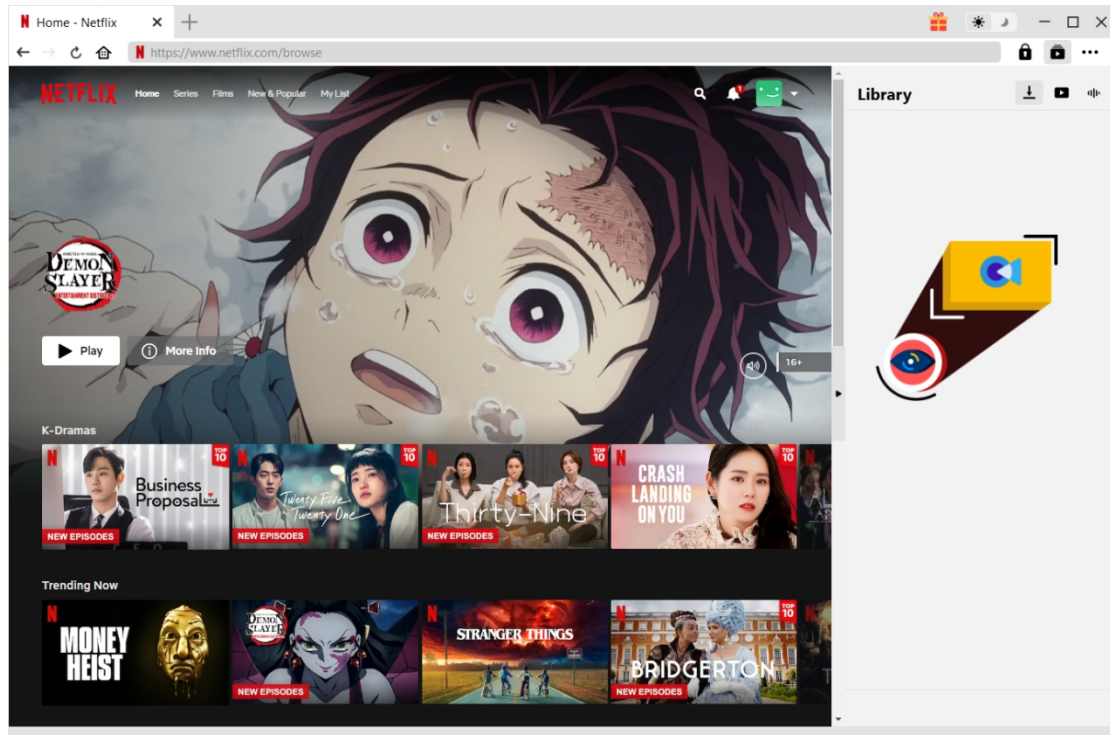 Home - Netflix
https://www.netflix.com/browse
NETFLIX
Home Series Films New & Popular My List
1
Library
DEMON
SLAYER
ENTERTAINMENT DISTRICT
Play
More Info
16+
K-Dramas
TOP
10
Business
Proposal
NEW EPISODES
TOP
10
Twenty Five
Twenty One
NEW EPISODES
TOP
10
Thirty-Nine
NEW EPISODES
CRASH
LANDING
ON YOU
Trending Now
MONEY
HEIST
DEMON
SLAYER
NEW EPISODES
STRANGER THINGS
TOP
10
BRIDGERTON
NEW EPISODES